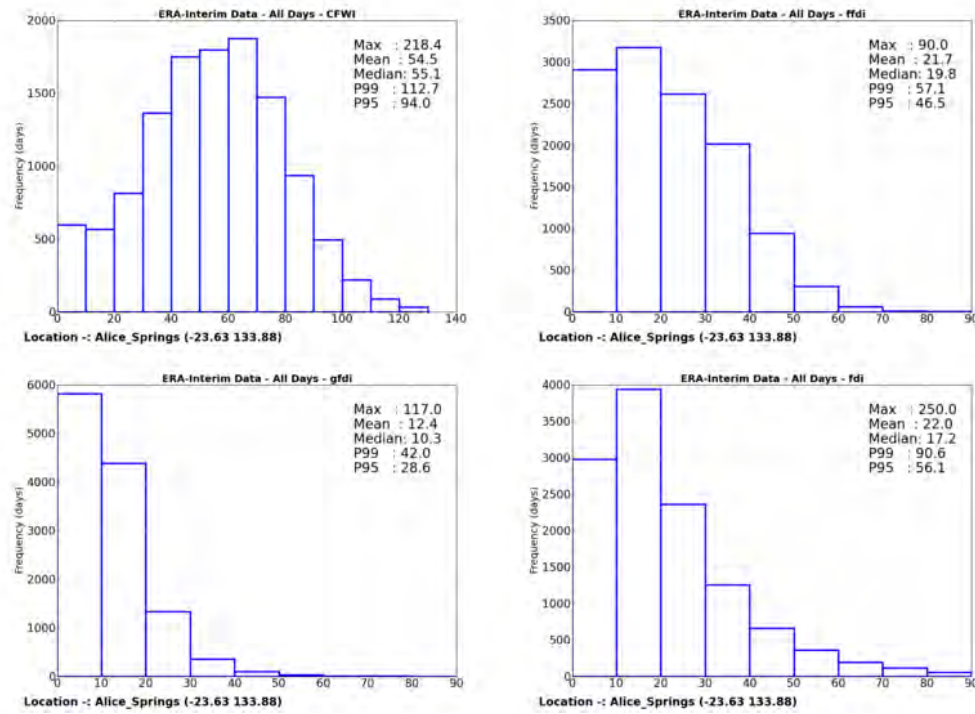 ERA-Interim Data - All Days - CFWI
Max : 218.4
Mean : 54.5
Median: 55.1
P99 : 112.7
P95 : 94.0
Frequency (days)
2000
1500
1000
500
0
0 20 40 60 80 100 120 140
Location -: Alice_Springs (-23.63 133.88)
ERA-Interim Data - All Days - ffdi
Max : 90.0
Mean : 21.7
Median: 19.8
P99 : 57.1
P95 : 46.5
Frequency (days)
3500
3000
2500
2000
1500
1000
500
0
0 10 20 30 40 50 60 70 80 90
Location -: Alice_Springs (-23.63 133.88)
ERA-Interim Data - All Days - gfdi
Max : 117.0
Mean : 12.4
Median: 10.3
P99 : 42.0
P95 : 28.6
Frequency (days)
6000
5000
4000
3000
2000
1000
0
0 10 20 30 40 50 60 70 80 90
Location -: Alice_Springs (-23.63 133.88)
ERA-Interim Data - All Days - fdi
Max : 250.0
Mean : 22.0
Median: 17.2
P99 : 90.6
P95 : 56.1
Frequency (days)
4000
3500
3000
2500
2000
1500
1000
500
0
0 10 20 30 40 50 60 70 80 90
Location -: Alice_Springs (-23.63 133.88)